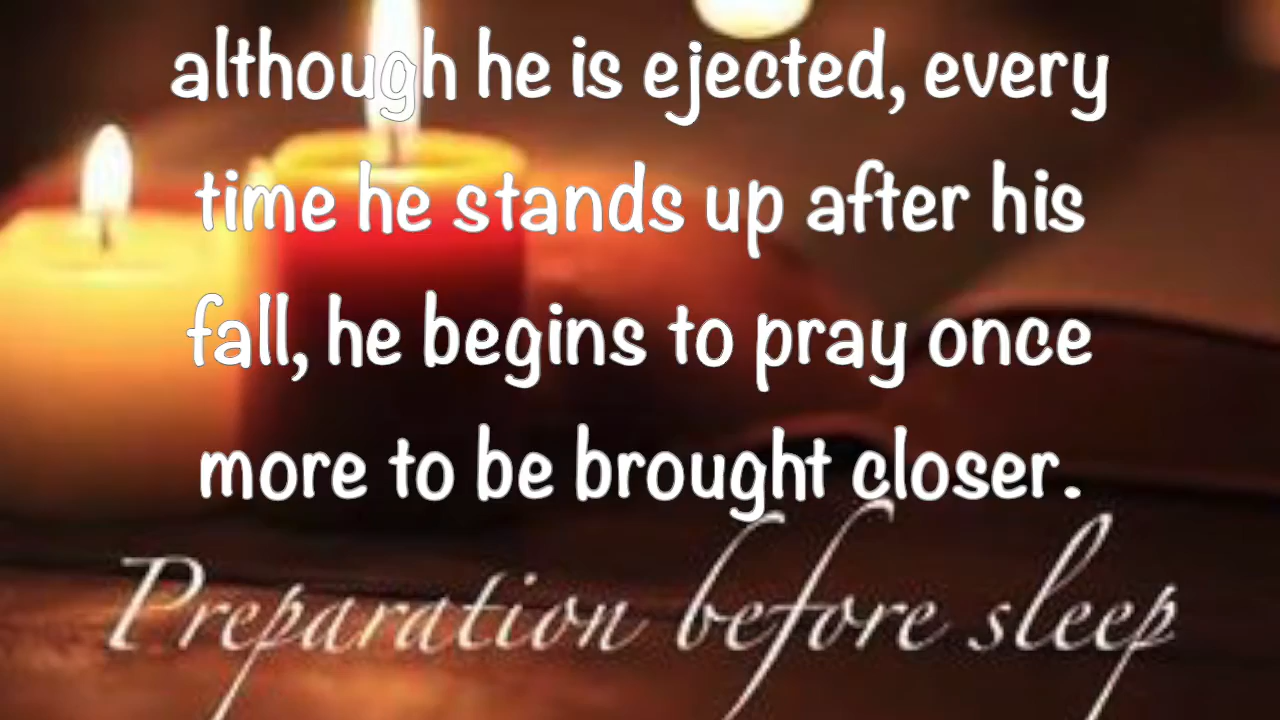 although he is ejected, every
time he stands up after his
fall, he begins to pray once
more to be brought closer.
Preparation before sleep